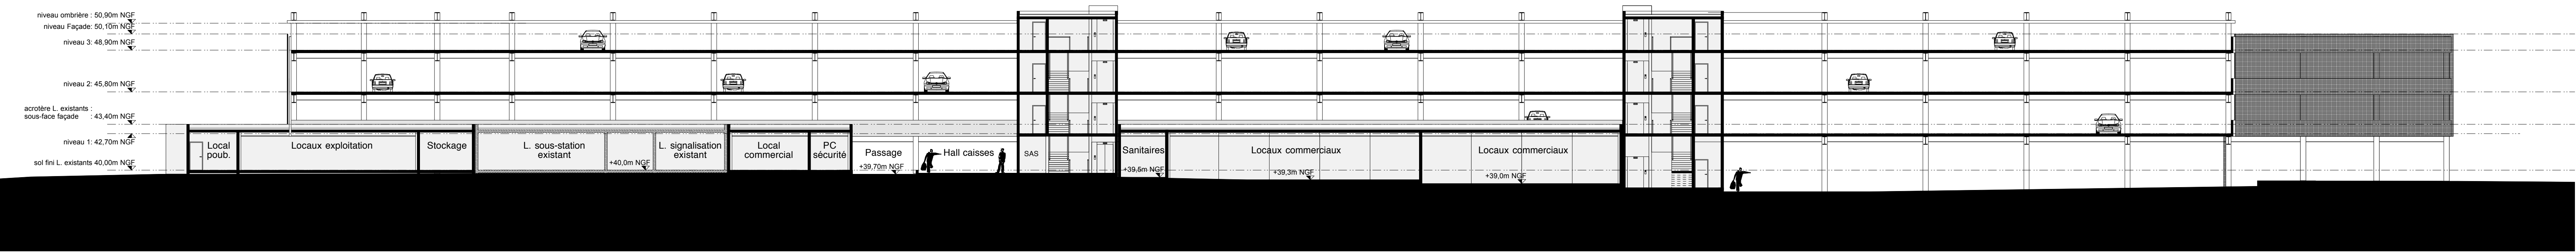 niveau ombrière : 50,90m NGF
niveau Façade: 50,10m NGF
niveau 3: 48,90m NGF
niveau 2: 45,80m NGF
acrotère L. existants :
sous-face façade : 43,40m NGF
niveau 1: 42,70m NGF
sol fini L. existants 40,00m NGF
Local
poub.
Locaux exploitation
Stockage
L. sous-station
existant
+40,0m NGF
L. signalisation
existant
Local
commercial
PC
sécurité
Passage
+39,70m NGF
Hall caisses
SAS
Sanitaires
+39,5m NGF
Locaux commerciaux
+39,3m NGF
Locaux commerciaux
+39,0m NGF